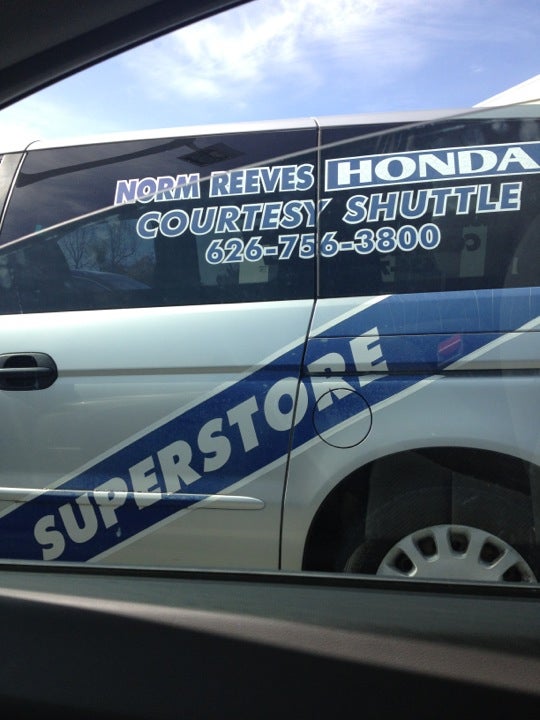 NORM REEVES HONDA
COURTESY SHUTTLE
626-756-3800
SUPERSTORE